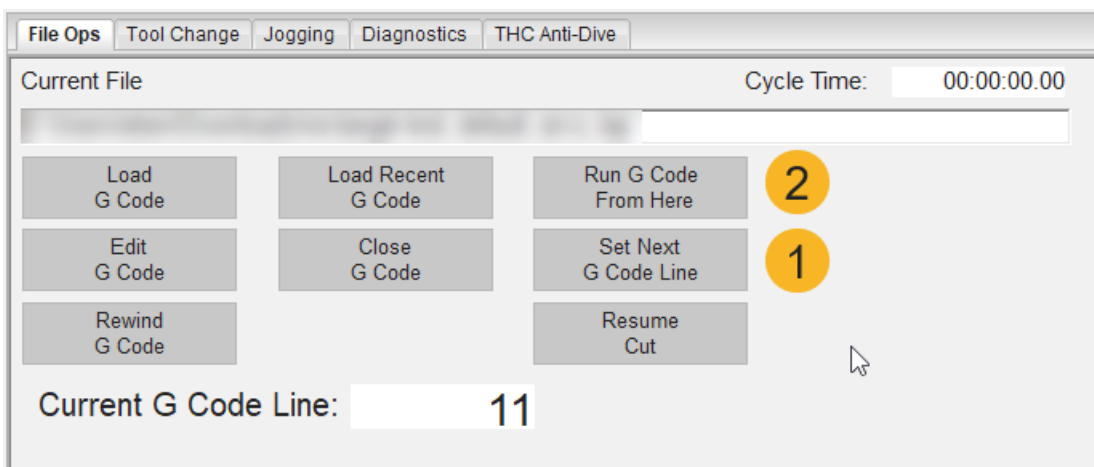 File Ops Tool Change Jogging Diagnostics THC Anti-Dive
Current File Cycle Time: 00:00:00.00
Load G Code
Load Recent G Code
Run G Code From Here
2
Edit G Code
Close G Code
Set Next G Code Line
1
Rewind G Code
Resume Cut
Current G Code Line: 11